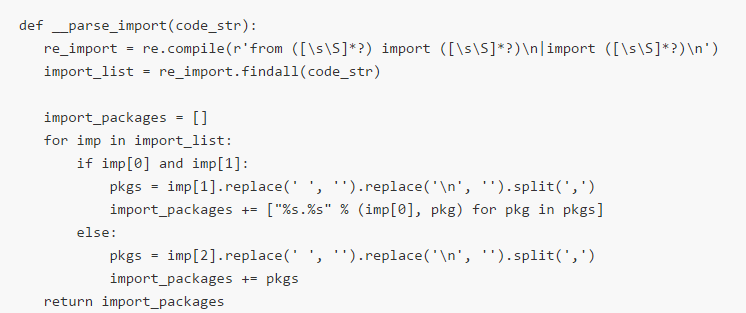 def __parse_import(code_str):
    re_import = re.compile(r'from ([\s\S]*?) import ([\s\S]*?)\n|import ([\s\S]*?)\n')
    import_list = re_import.findall(code_str)

    import_packages = []
    for imp in import_list:
        if imp[0] and imp[1]:
            pkgs = imp[1].replace(' ', '').replace('\n', '').split(',')
            import_packages += ["%s.%s" % (imp[0], pkg) for pkg in pkgs]
        else:
            pkgs = imp[2].replace(' ', '').replace('\n', '').split(',')
            import_packages += pkgs
    return import_packages